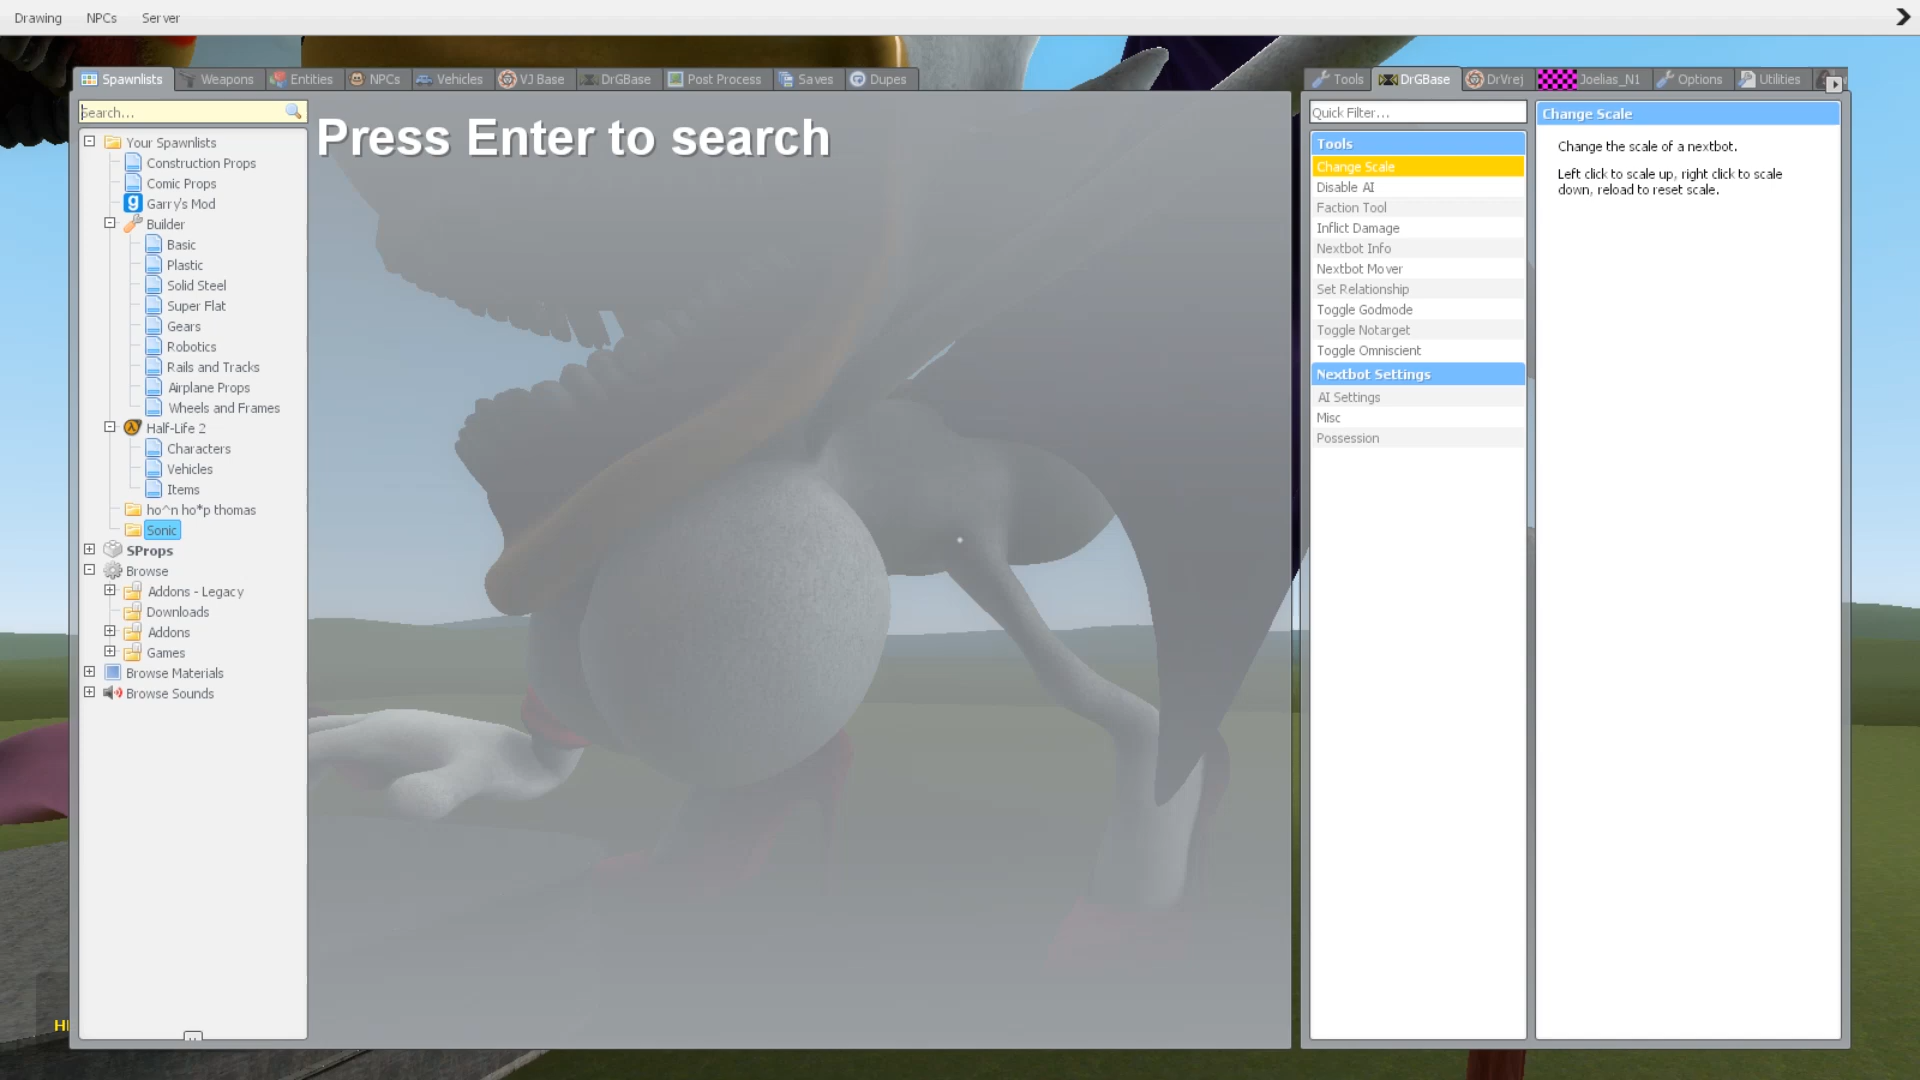 Drawing NPCs Server
Spawnlists Weapons Entities NPCs Vehicles VJ Base DrGBase Post Process Saves Dupes
Search...
Press Enter to search
Your Spawnlists
Construction Props
Comic Props
Garry's Mod
Builder
Basic
Plastic
Solid Steel
Super Flat
Gears
Robotics
Rails and Tracks
Airplane Props
Wheels and Frames
Half-Life 2
Characters
Vehicles
Items
ho^n ho*p thomas
Sonic
SProps
Browse
Addons - Legacy
Downloads
Addons
Games
Browse Materials
Browse Sounds
Tools DrGBase DrVrej Joelias_N1 Options Utilities
Quick Filter...
Tools
Change Scale
Disable AI
Faction Tool
Inflict Damage
Nextbot Info
Nextbot Mover
Set Relationship
Toggle Godmode
Toggle Notarget
Toggle Omniscient
Nextbot Settings
AI Settings
Misc
Possession
Change Scale
Change the scale of a nextbot.
Left click to scale up, right click to scale
down, reload to reset scale.